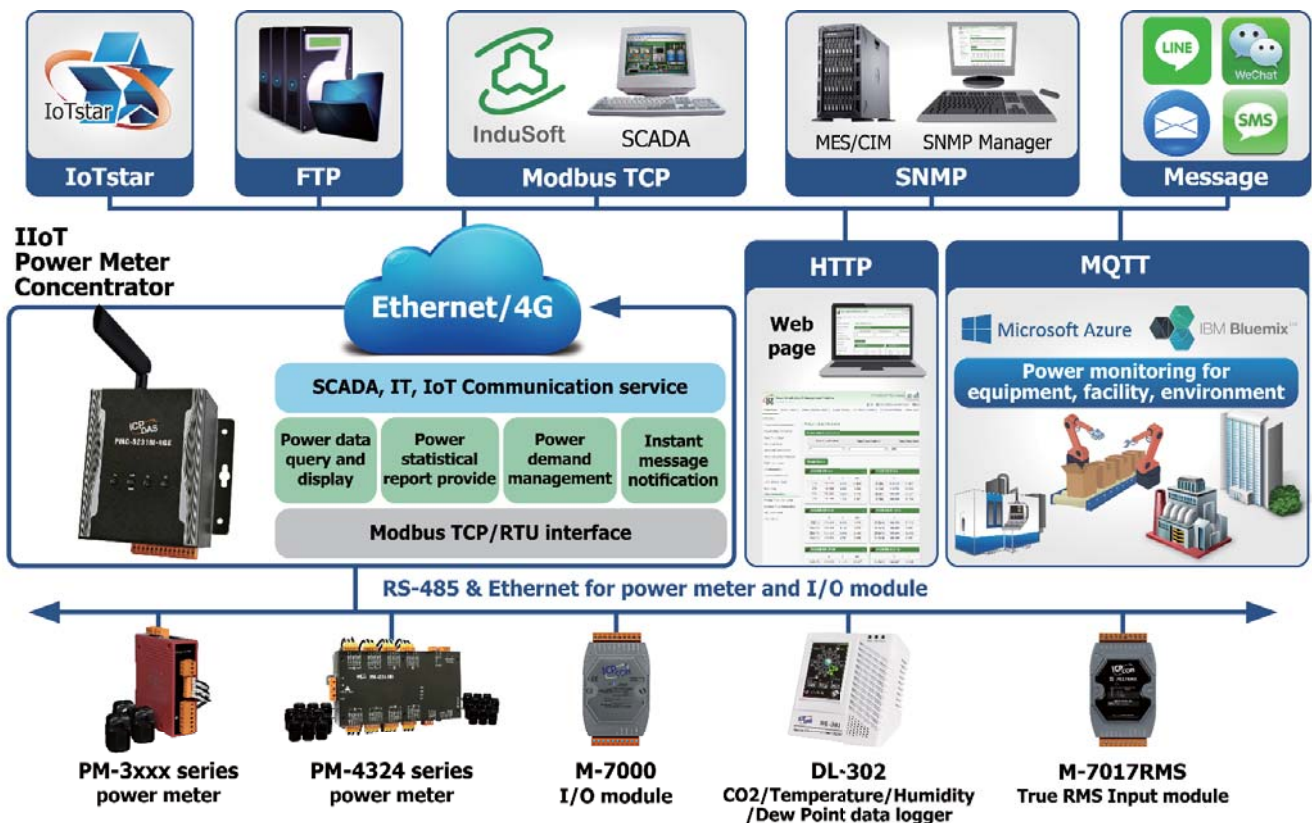 IoTstar
IoTstar
FTP
InduSoft
SCADA
Modbus TCP
MES/CIM
SNMP Manager
SNMP
LINE
WeChat
SMS
Message
IIoT
Power Meter
Concentrator
Ethernet/4G
SCADA, IT, IoT Communication service
Power data
query and
display
Power
statistical
report provide
Power
demand
management
Instant
message
notification
Modbus TCP/RTU interface
ICP DAS
HTTP
Web
page
MQTT
Microsoft Azure
IBM Bluemix
Power monitoring for
equipment, facility, environment
RS-485 & Ethernet for power meter and I/O module
PM-3xxx series
power meter
PM-4324 series
power meter
M-7000
I/O module
DL-302
CO2/Temperature/Humidity
/Dew Point data logger
M-7017RMS
True RMS Input module